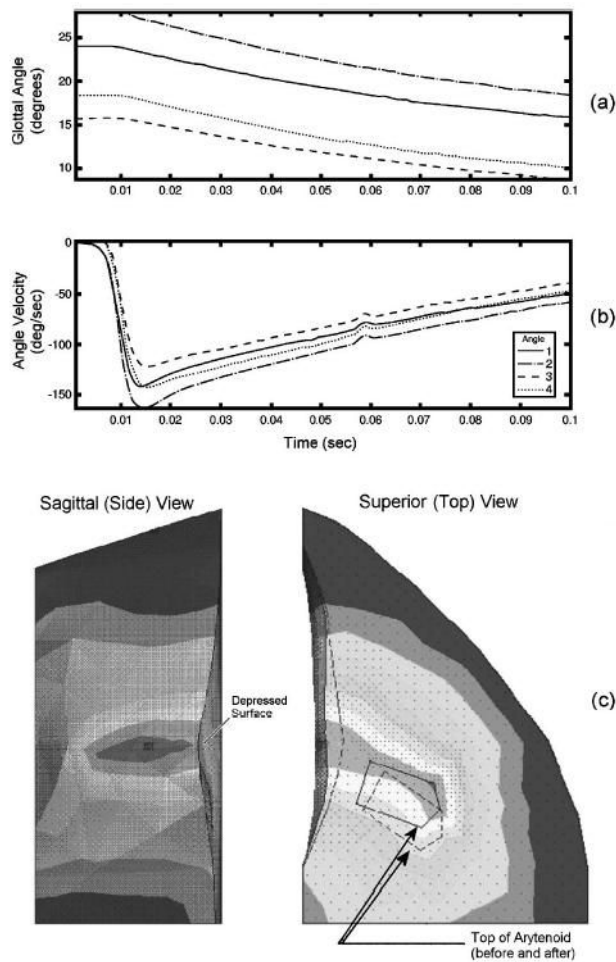 25
20
15
10
Glottal Angle
(degrees)
(a)
0.01 0.02 0.03 0.04 0.05 0.06 0.07 0.08 0.09 0.1
0
-50
-100
-150
Angle Velocity
(deg/sec)
(b)
Angle
1
2
3
4
0.01 0.02 0.03 0.04 0.05 0.06 0.07 0.08 0.09 0.1
Time (sec)
Sagittal (Side) View
Superior (Top) View
Depressed
Surface
(c)
Top of Arytenoid
(before and after)